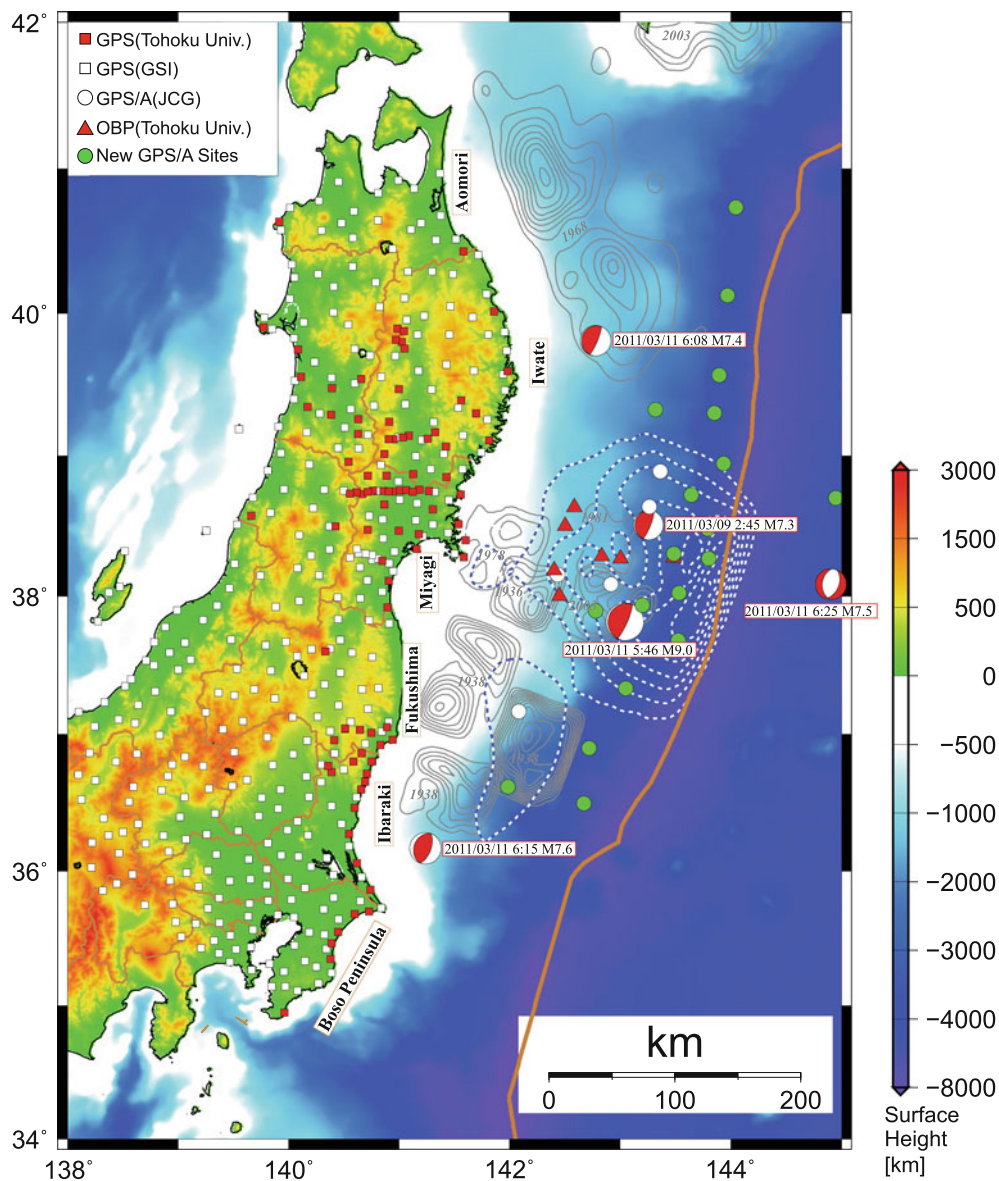 42˚
GPS(Tohoku Univ.)
GPS(GSI)
GPS/A(JCG)
OBP(Tohoku Univ.)
New GPS/A Sites
2003
Aomori
1968
40˚
2011/03/11 6:08 M7.4
Iwate
3000
1981
2011/03/09 2:45 M7.3
1500
1978
Miyagi
1936
500
38˚
2011/03/11 6:25 M7.5
2011/03/11 5:46 M9.0
0
Fukushima
1938
−500
1938
1938
−1000
Ibaraki
2011/03/11 6:15 M7.6
36˚
−2000
−3000
Boso Peninsula
−4000
km
0 100 200
−8000
Surface
Height
[km]
34˚
138˚ 140˚ 142˚ 144˚